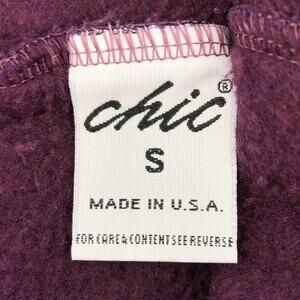 chic®
S
MADE IN U.S.A.
FOR CARE & CONTENT SEE REVERSE